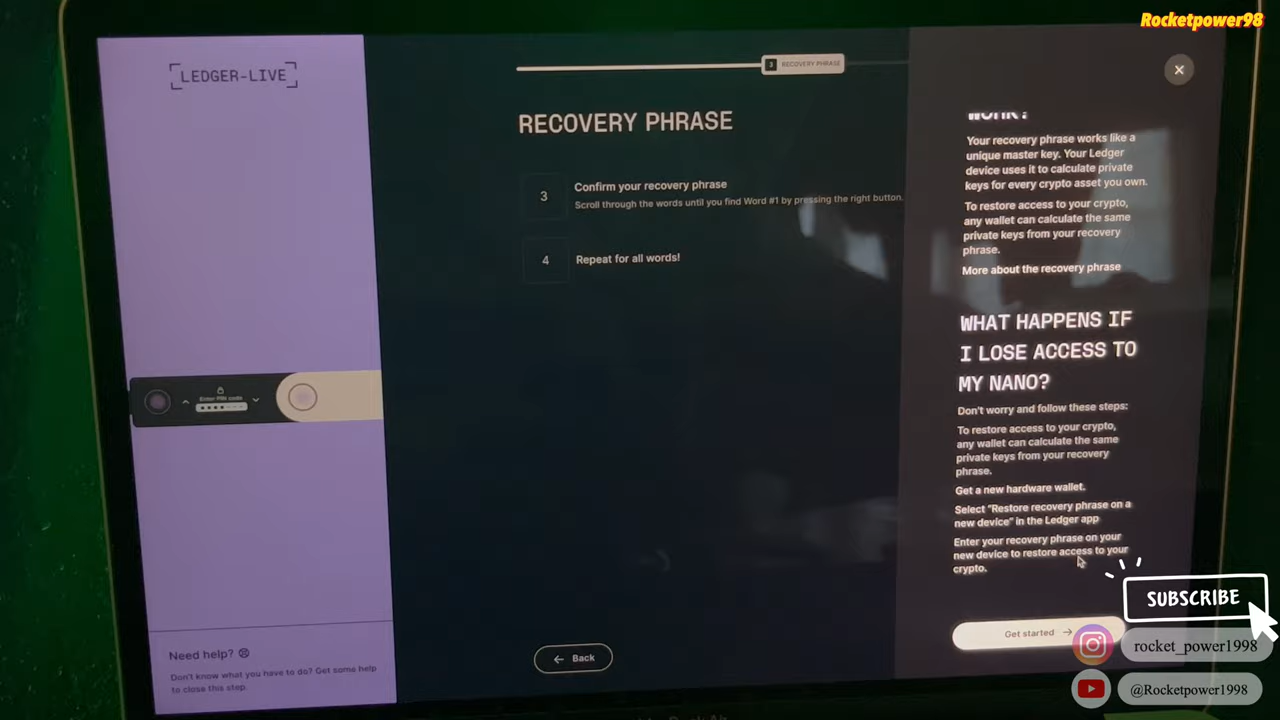 Rocketpower98
LEDGER-LIVE
3 RECOVERY PHRASE
RECOVERY PHRASE
3
Confirm your recovery phrase
Scroll through the words until you find Word #1 by pressing the right button.
4
Repeat for all words!
Enter PIN code
Need help?
Don't know what you have to do? Get some help
to close this step.
Back
WORK?
Your recovery phrase works like a
unique master key. Your Ledger
device uses it to calculate private
keys for every crypto asset you own.
To restore access to your crypto,
any wallet can calculate the same
private keys from your recovery
phrase.
More about the recovery phrase
WHAT HAPPENS IF
I LOSE ACCESS TO
MY NANO?
Don't worry and follow these steps:
To restore access to your crypto,
any wallet can calculate the same
private keys from your recovery
phrase.
Get a new hardware wallet.
Select "Restore recovery phrase on a
new device" in the Ledger app
Enter your recovery phrase on your
new device to restore access to your
crypto.
Get started
SUBSCRIBE
rocket_power1998
@Rocketpower1998